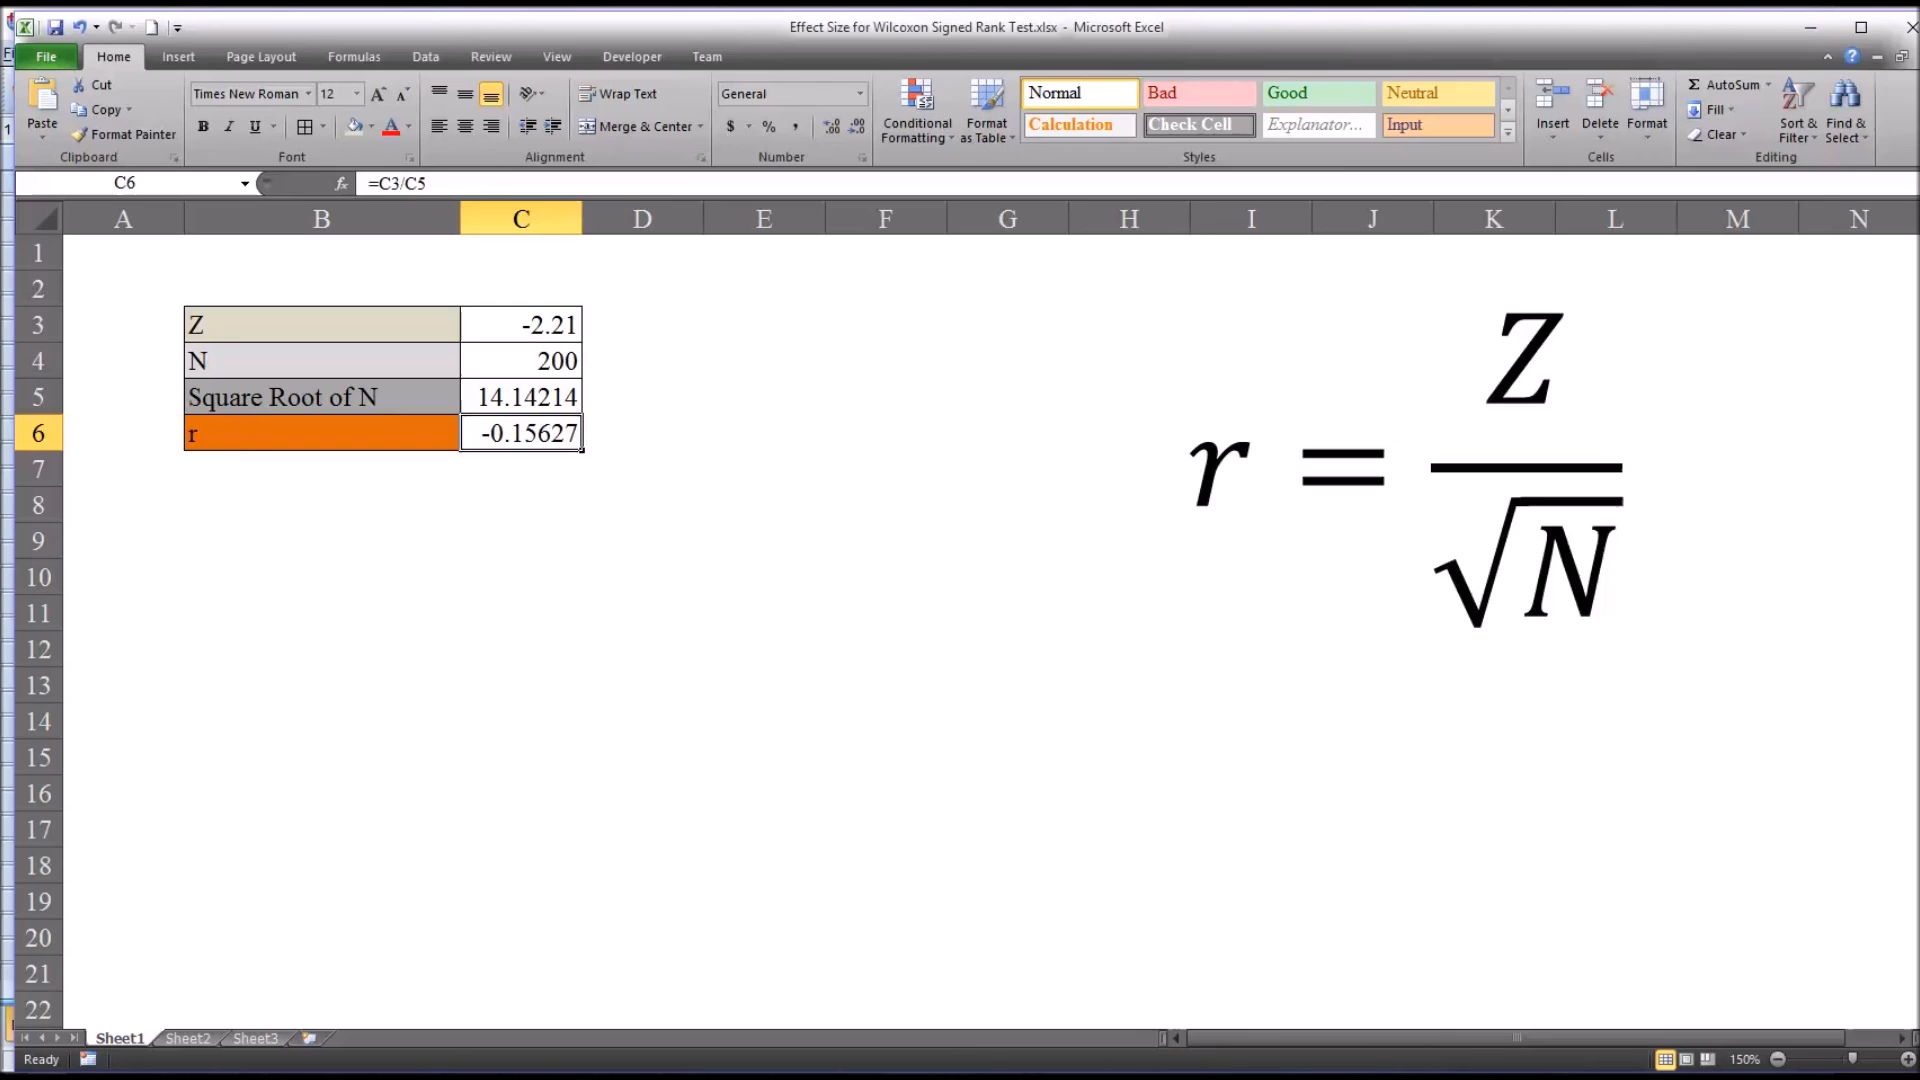 Effect Size for Wilcoxon Signed Rank Test.xlsx - Microsoft Excel
File Home Insert Page Layout Formulas Data Review View Developer Team
Paste
Cut
Copy
Format Painter
Clipboard
Times New Roman 12
B I U
Font
Wrap Text
Merge & Center
Alignment
General
$ % ,
Number
Conditional Formatting
Format as Table
Normal Bad Good Neutral
Calculation Check Cell Explanator... Input
Styles
Insert Delete Format
Cells
Σ AutoSum
Fill
Clear
Sort & Filter
Find & Select
Editing
C6 fx =C3/C5
A B C D E F G H I J K L M N
1
2
3 Z -2.21
4 N 200
5 Square Root of N 14.14214
6 r -0.15627
7
8
9
10
11
12
13
14
15
16
17
18
19
20
21
22
r = Z / √N
Sheet1 Sheet2 Sheet3
Ready 150%